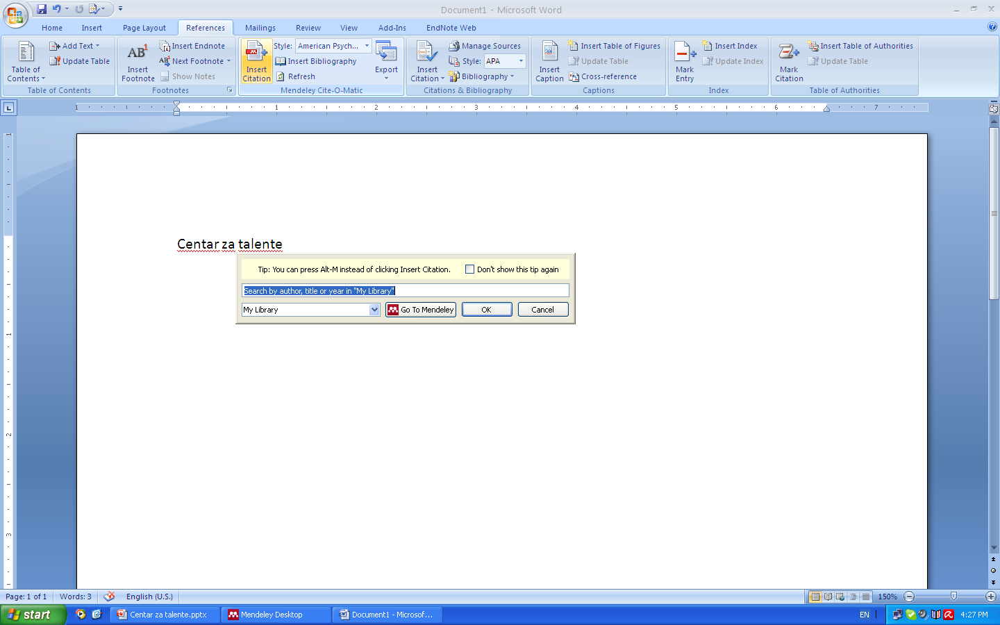 Document1 - Microsoft Word
Home Insert Page Layout References Mailings Review View Add-Ins EndNote Web
Table of Contents
Add Text
Update Table
Table of Contents
AB1
Insert Footnote
Insert Endnote
AB1 Next Footnote
Show Notes
Footnotes
Insert Citation
Style: American Psych...
Insert Bibliography
Refresh
Export
Mendeley Cite-O-Matic
Insert Citation
Manage Sources
Style: APA
Bibliography
Citations & Bibliography
Insert Caption
Insert Table of Figures
Update Table
Cross-reference
Captions
Mark Entry
Insert Index
Update Index
Index
Mark Citation
Insert Table of Authorities
Update Table
Table of Authorities
1 1 2 3 4 5 6 7
1
1
2
3
Centar za talente
Tip: You can press Alt-M instead of clicking Insert Citation. Don't show this tip again
Search by author, title or year in "My Library"
My Library Go To Mendeley OK Cancel
Page: 1 of 1 Words: 3 English (U.S.) 150%
start Centar za talente.pptx Mendeley Desktop Document1 - Microsof... EN 4:27 PM